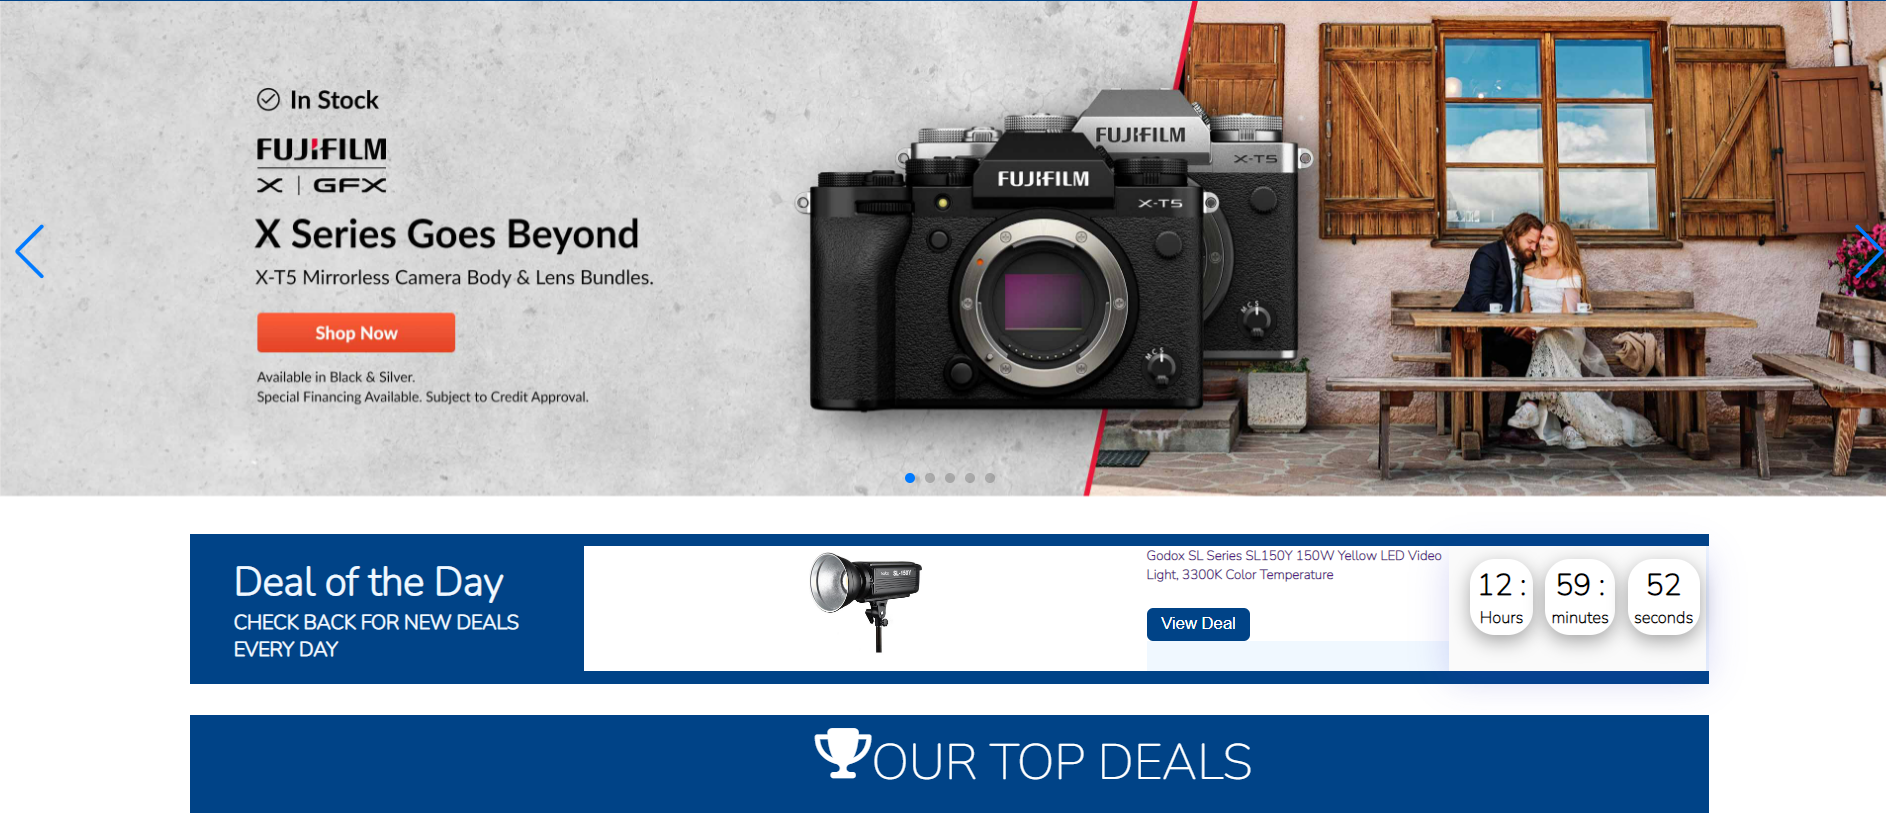 In Stock
FUJIFILM
X | GFX
X Series Goes Beyond
X-T5 Mirrorless Camera Body & Lens Bundles.
Shop Now
Available in Black & Silver.
Special Financing Available. Subject to Credit Approval.
FUJIFILM
X-T5
FUJIFILM
X-T5
M C S
M C S
Deal of the Day
CHECK BACK FOR NEW DEALS
EVERY DAY
Godox SL-150Y
Godox SL Series SL150Y 150W Yellow LED Video
Light, 3300K Color Temperature
View Deal
12 : 59 : 52
Hours minutes seconds
OUR TOP DEALS